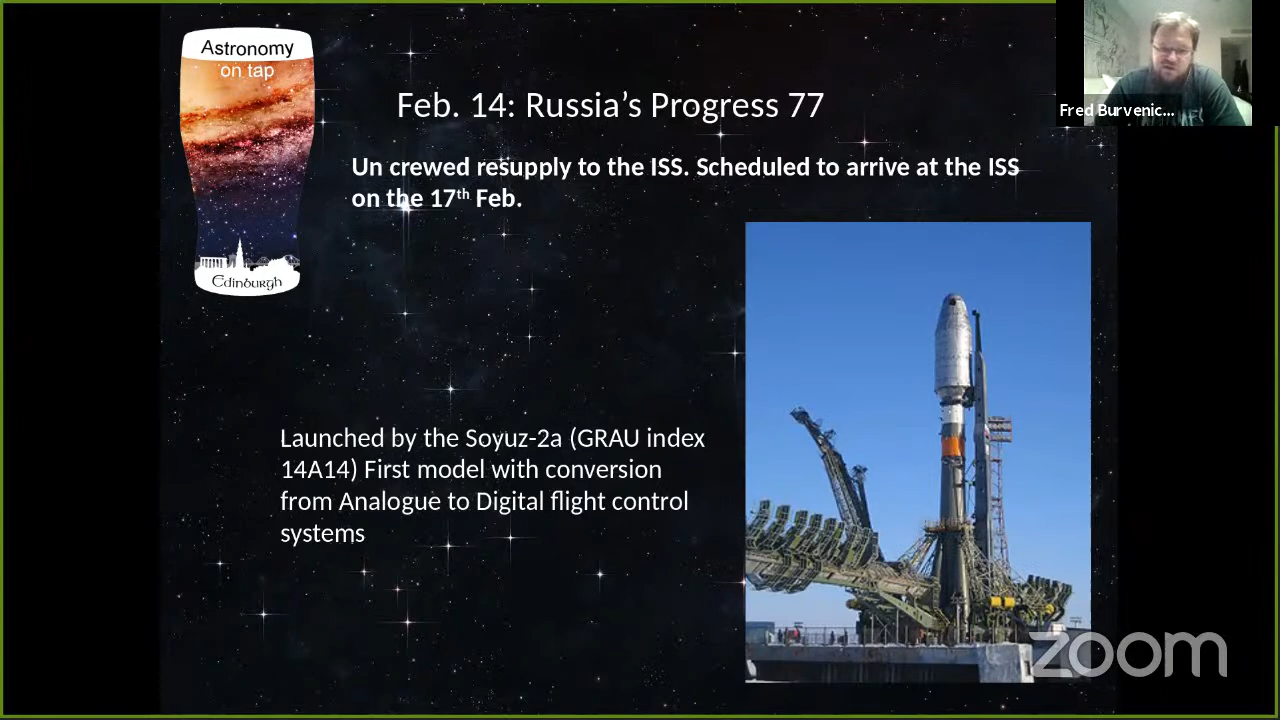 Astronomy
on tap
Edinburgh
Feb. 14: Russia’s Progress 77
Un crewed resupply to the ISS. Scheduled to arrive at the ISS
on the 17th Feb.
Launched by the Soyuz-2a (GRAU index
14A14) First model with conversion
from Analogue to Digital flight control
systems
Fred Burvenic...
zoom